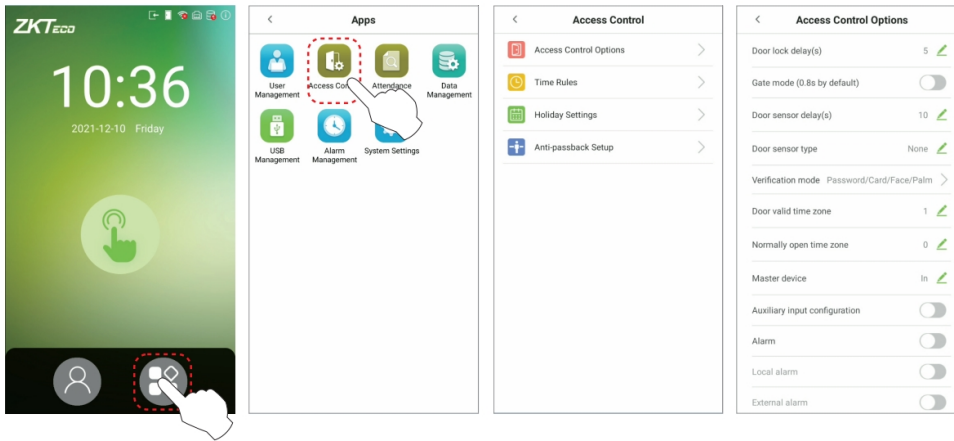 ZKTECO
10:36
2021-12-10 Friday
Apps
User Management
Access Con
Attendance
Data Management
USB Management
Alarm Management
System Settings
Access Control
Access Control Options
Time Rules
Holiday Settings
Anti-passback Setup
Access Control Options
Door lock delay(s) 5
Gate mode (0.8s by default)
Door sensor delay(s) 10
Door sensor type None
Verification mode Password/Card/Face/Palm
Door valid time zone 1
Normally open time zone 0
Master device In
Auxiliary input configuration
Alarm
Local alarm
External alarm